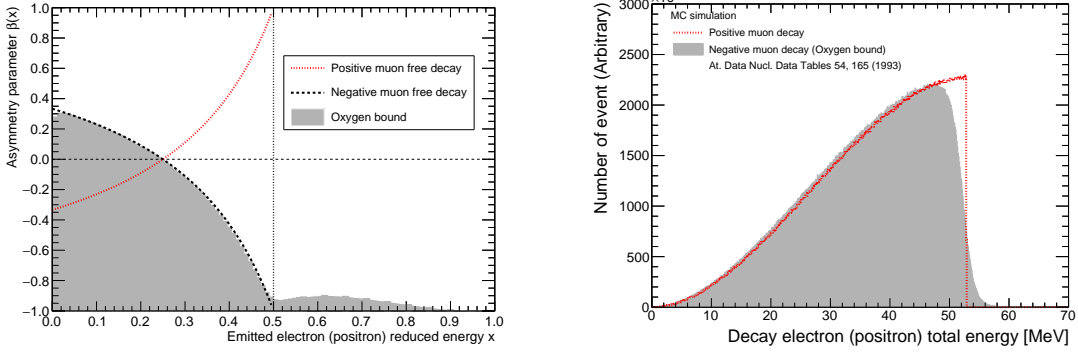 Asymmetry parameter β(x)
1.0
0.8
0.6
0.4
0.2
0.0
−0.2
−0.4
−0.6
−0.8
−1.0
Positive muon free decay
Negative muon free decay
Oxygen bound
0.0 0.1 0.2 0.3 0.4 0.5 0.6 0.7 0.8 0.9 1.0
Emitted electron (positron) reduced energy x
Number of event (Arbitrary)
3000
2500
2000
1500
1000
500
0
MC simulation
Positive muon decay
Negative muon decay (Oxygen bound)
At. Data Nucl. Data Tables 54, 165 (1993)
0 10 20 30 40 50 60 70
Decay electron (positron) total energy [MeV]